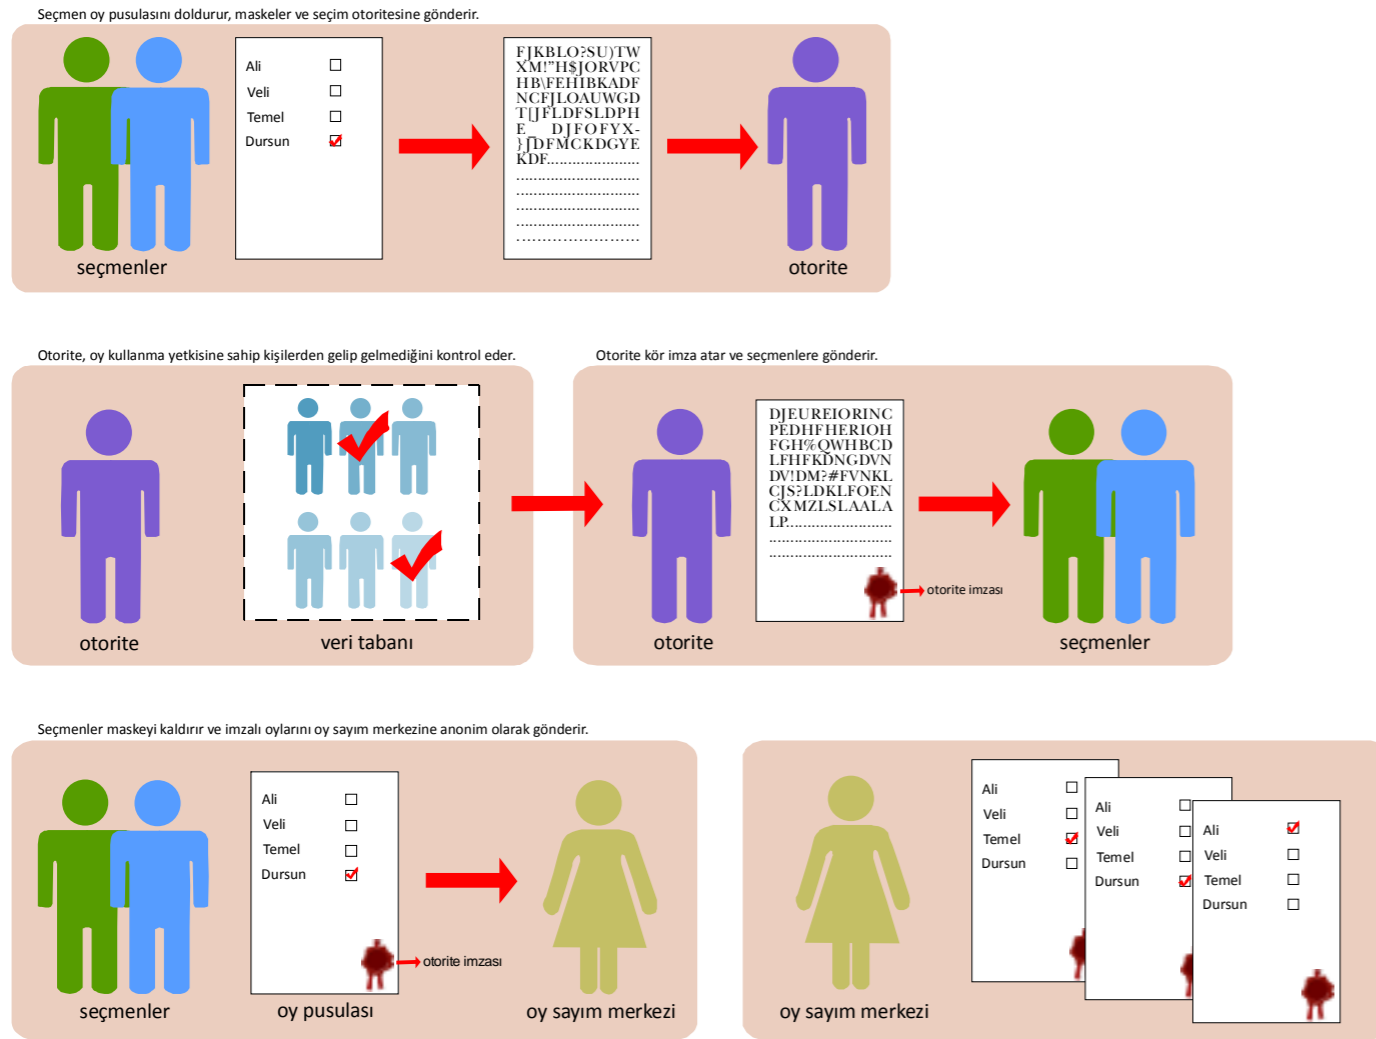 Seçmen oy pusulasını doldurur, maskeler ve seçim otoritesine gönderir.
Ali
Veli
Temel
Dursun
FJKBLO?SU)TW
XM!"H$JORVPC
HB\FEHIBKADF
NCFJLOAUWGD
T[JFLDFSLDPH
E_ DJFOFYX-
}JDFMCKDGYE
KDF......................
.............................
.............................
.............................
.............................
.............................
seçmenler
otorite
Otorite, oy kullanma yetkisine sahip kişilerden gelip gelmediğini kontrol eder.
otorite
veri tabanı
Otorite kör imza atar ve seçmenlere gönderir.
DJEUREIORINC
PEDHFHERIOH
FGH%QWHBCD
LFHFKDNGDVN
DV!DM?#FVNKL
CJS?LDKLFOEN
CXMZLSLAALA
LP.........................
.............................
.............................
otorite imzası
otorite
seçmenler
Seçmenler maskeyi kaldırır ve imzalı oylarını oy sayım merkezine anonim olarak gönderir.
Ali
Veli
Temel
Dursun
otorite imzası
seçmenler
oy pusulası
oy sayım merkezi
oy sayım merkezi
Ali
Veli
Temel
Dursun
Ali
Veli
Temel
Dursun
Ali
Veli
Temel
Dursun